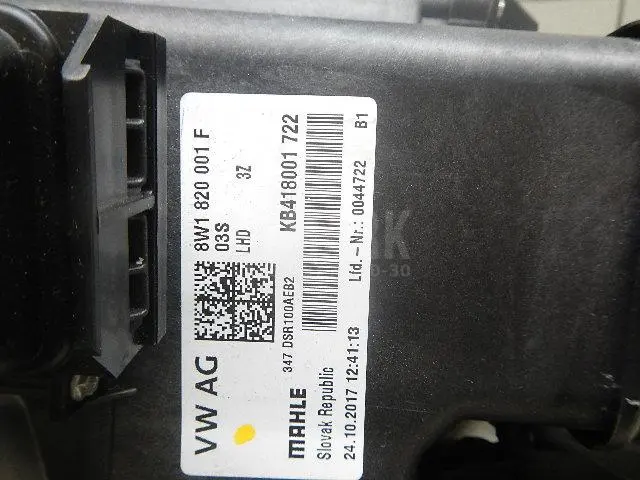 8W1 820 001 F
03S 3Z
LHD
VW AG
KB418001 722
347 DSR100AEB2
MAHLE
Slovak Republic
Lfd.-Nr.: 0044722 B1
24.10.2017 12:41:13